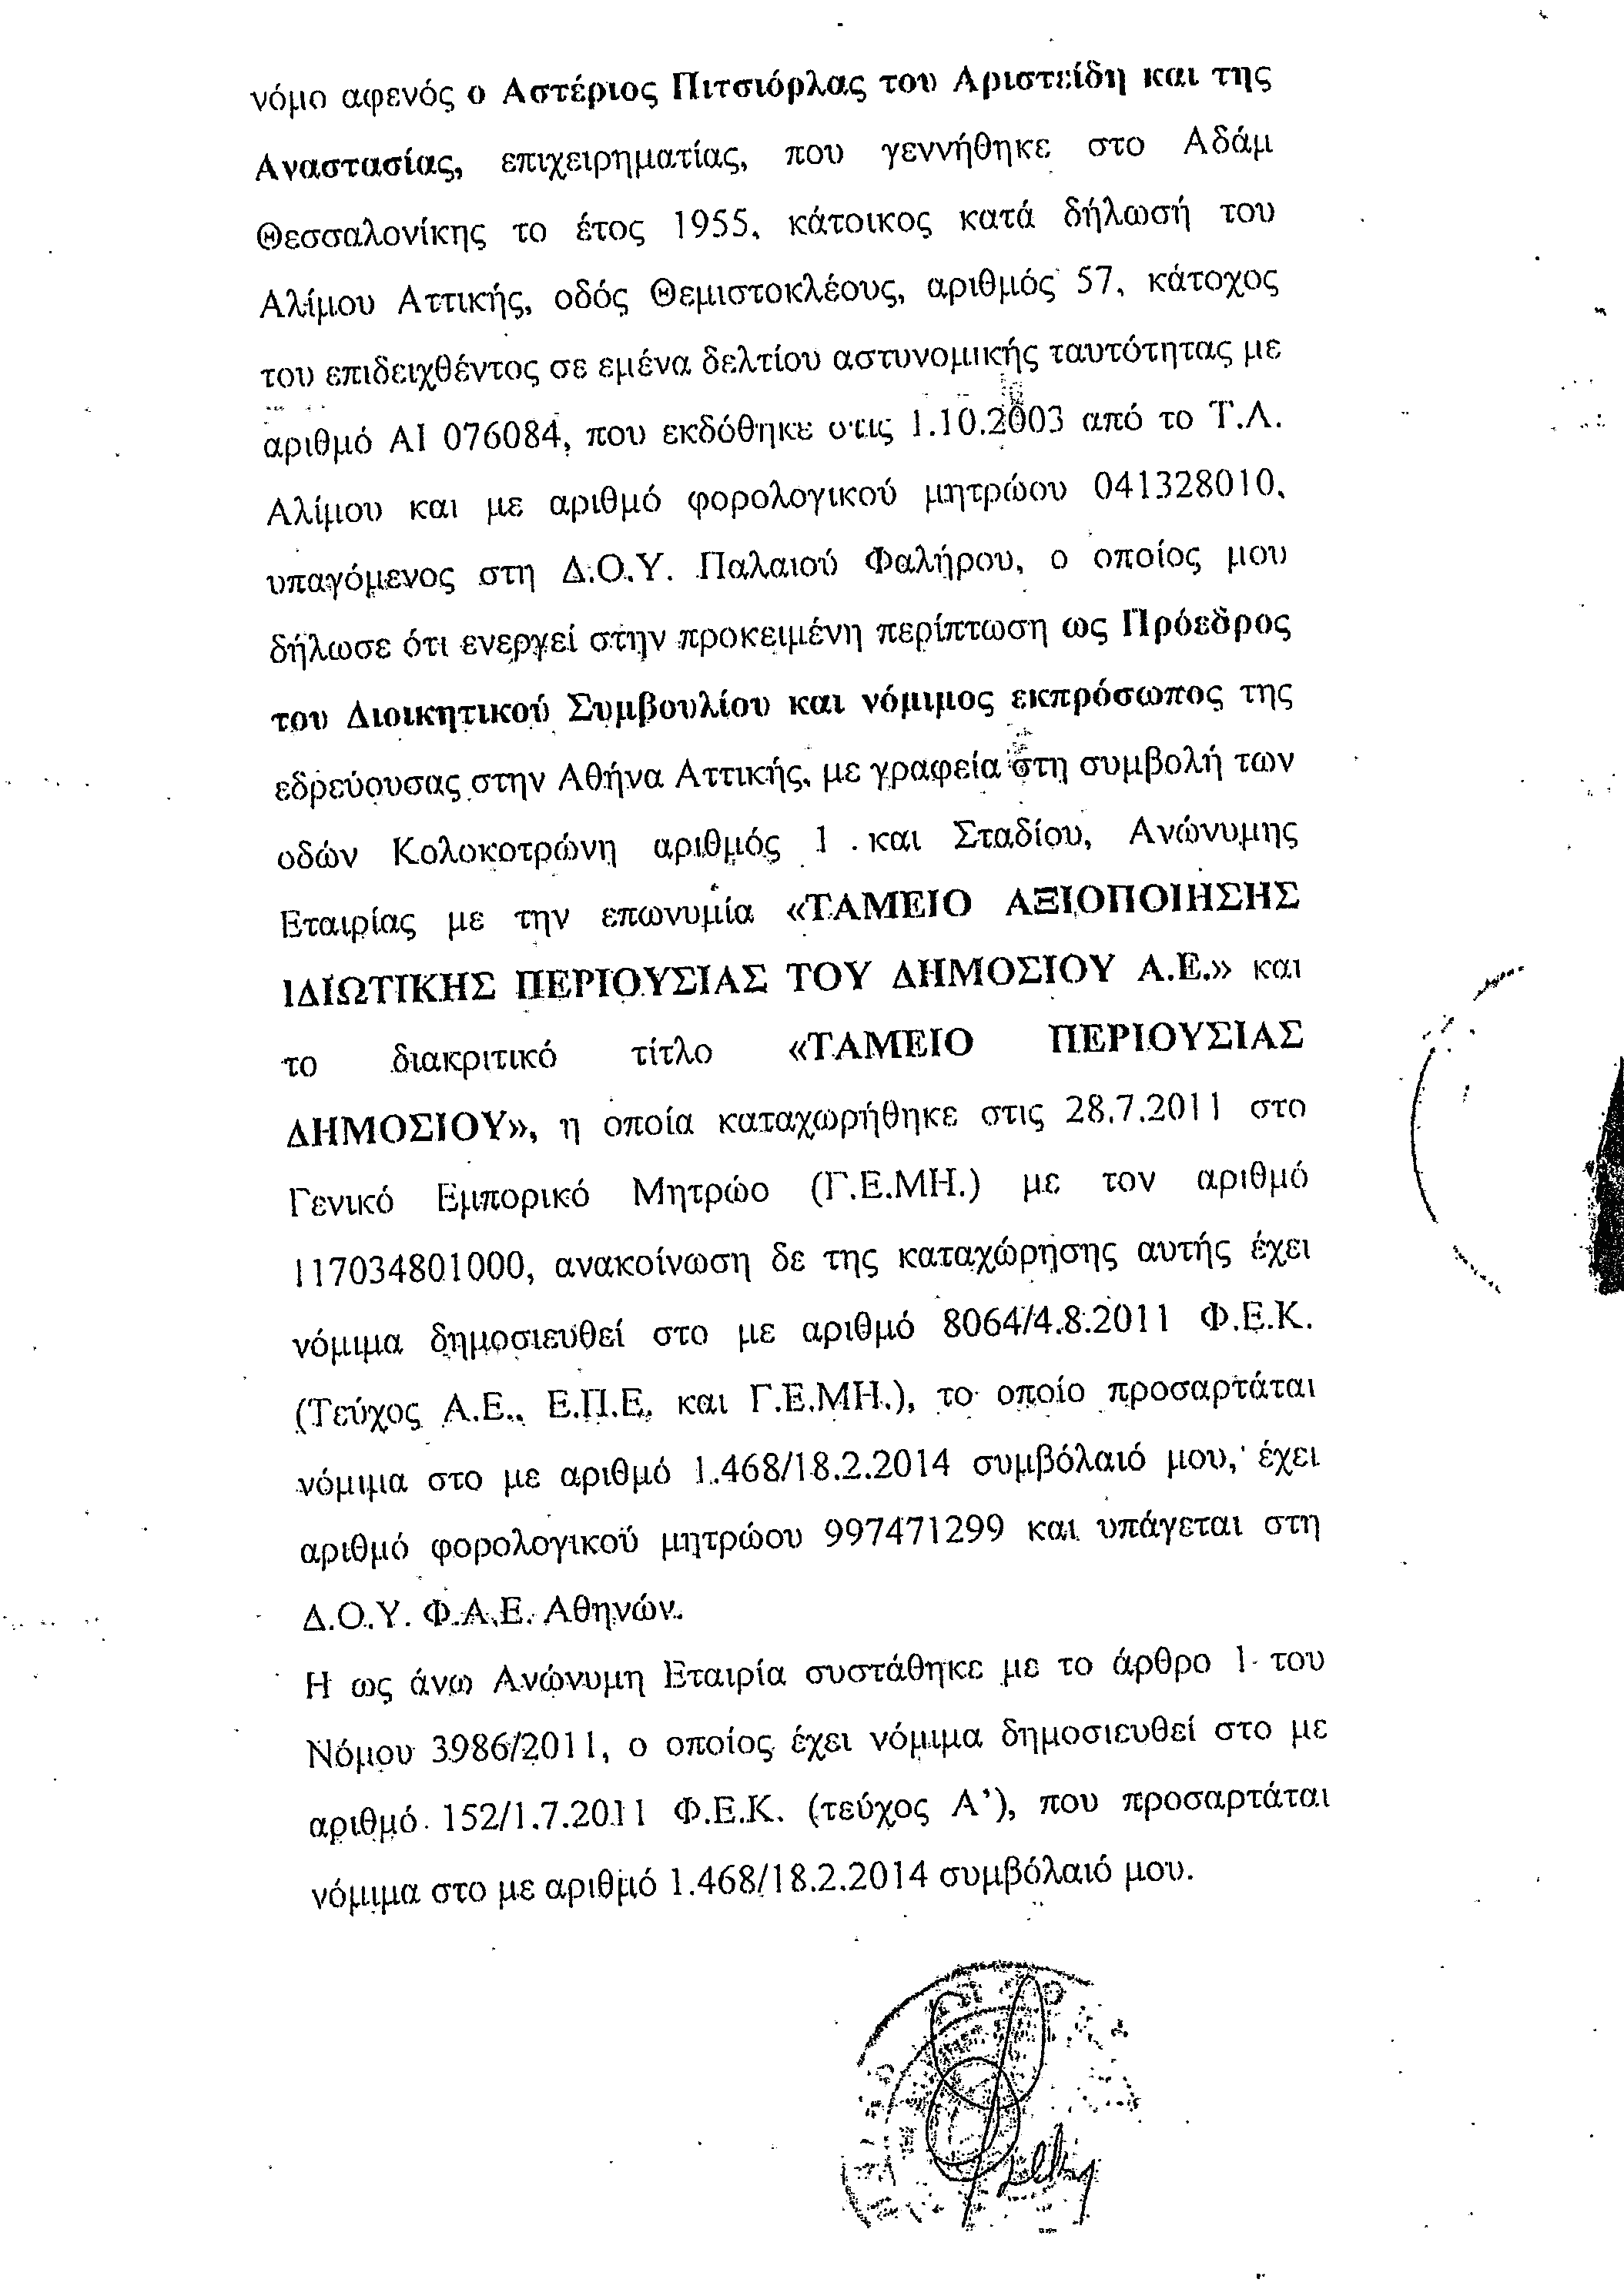 νόμο αφενός ο Αστέριος Πιτσιόρλας του Αριστείδη και της
Αναστασίας, επιχειρηματίας, που γεννήθηκε στο Αδάμ
Θεσσαλονίκης το έτος 1955, κάτοικος κατά δήλωσή του
Αλίμου Αττικής, οδός Θεμιστοκλέους, αριθμός 57, κάτοχος
του επιδειχθέντος σε εμένα δελτίου αστυνομικής ταυτότητας με
αριθμό ΑΙ 076084, που εκδόθηκε στις 1.10.2003 από το Τ.Α.
Αλίμου και με αριθμό φορολογικού μητρώου 041328010,
υπαγόμενος στη Δ.Ο.Υ. Παλαιού Φαλήρου, ο οποίος μου
δήλωσε ότι ενεργεί στην προκειμένη περίπτωση ως Πρόεδρος
του Διοικητικού Συμβουλίου και νόμιμος εκπρόσωπος της
εδρεύουσας στην Αθήνα Αττικής, με γραφεία στη συμβολή των
οδών Κολοκοτρώνη αριθμός 1 και Σταδίου, Ανώνυμης
Εταιρίας με την επωνυμία «ΤΑΜΕΙΟ ΑΞΙΟΠΟΙΗΣΗΣ
ΙΔΙΩΤΙΚΗΣ ΠΕΡΙΟΥΣΙΑΣ ΤΟΥ ΔΗΜΟΣΙΟΥ Α.Ε.» και
το διακριτικό τίτλο «ΤΑΜΕΙΟ ΠΕΡΙΟΥΣΙΑΣ
ΔΗΜΟΣΙΟΥ», η οποία καταχωρήθηκε στις 28.7.2011 στο
Γενικό Εμπορικό Μητρώο (Γ.Ε.ΜΗ.) με τον αριθμό
117034801000, ανακοίνωση δε της καταχώρησης αυτής έχει
νόμιμα δημοσιευθεί στο με αριθμό 8064/4.8.2011 Φ.Ε.Κ.
(Τεύχος Α.Ε., Ε.Π.Ε. και Γ.Ε.ΜΗ.), το οποίο προσαρτάται
νόμιμα στο με αριθμό 1.468/18.2.2014 συμβόλαιό μου, έχει
αριθμό φορολογικού μητρώου 997471299 και υπάγεται στη
Δ.Ο.Υ. Φ.Α.Ε. Αθηνών.
Η ως άνω Ανώνυμη Εταιρία συστάθηκε με το άρθρο 1 του
Νόμου 3986/2011, ο οποίος έχει νόμιμα δημοσιευθεί στο με
αριθμό 152/1.7.2011 Φ.Ε.Κ. (τεύχος Α’), που προσαρτάται
νόμιμα στο με αριθμό 1.468/18.2.2014 συμβόλαιό μου.